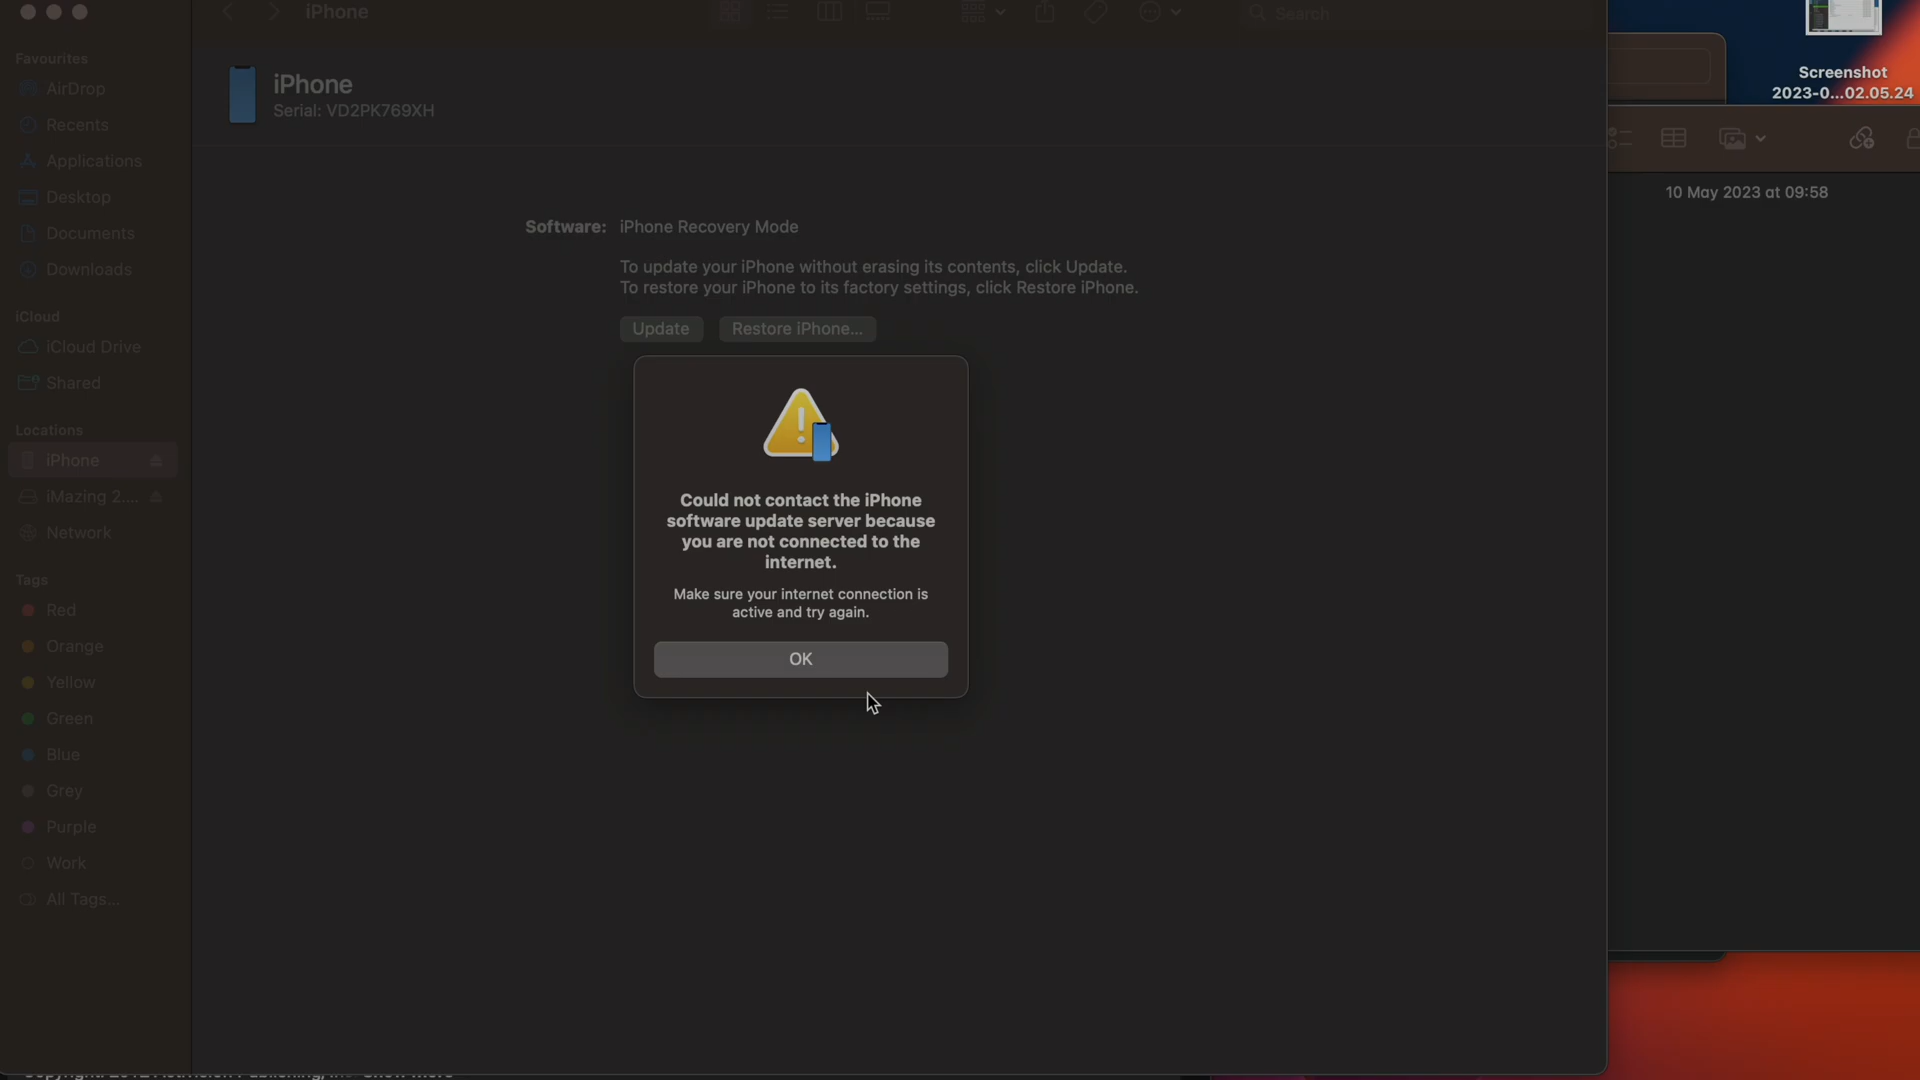 iPhone
Search
Favourites
AirDrop
Recents
Applications
Desktop
Documents
Downloads
iCloud
iCloud Drive
Shared
Locations
iPhone
iMazing 2....
Network
Tags
Red
Orange
Yellow
Green
Blue
Grey
Purple
Work
All Tags...
iPhone
Serial: VD2PK769XH
Software: iPhone Recovery Mode
To update your iPhone without erasing its contents, click Update.
To restore your iPhone to its factory settings, click Restore iPhone.
Update Restore iPhone...
Could not contact the iPhone
software update server because
you are not connected to the
internet.
Make sure your internet connection is
active and try again.
OK
Screenshot
2023-0...02.05.24
10 May 2023 at 09:58